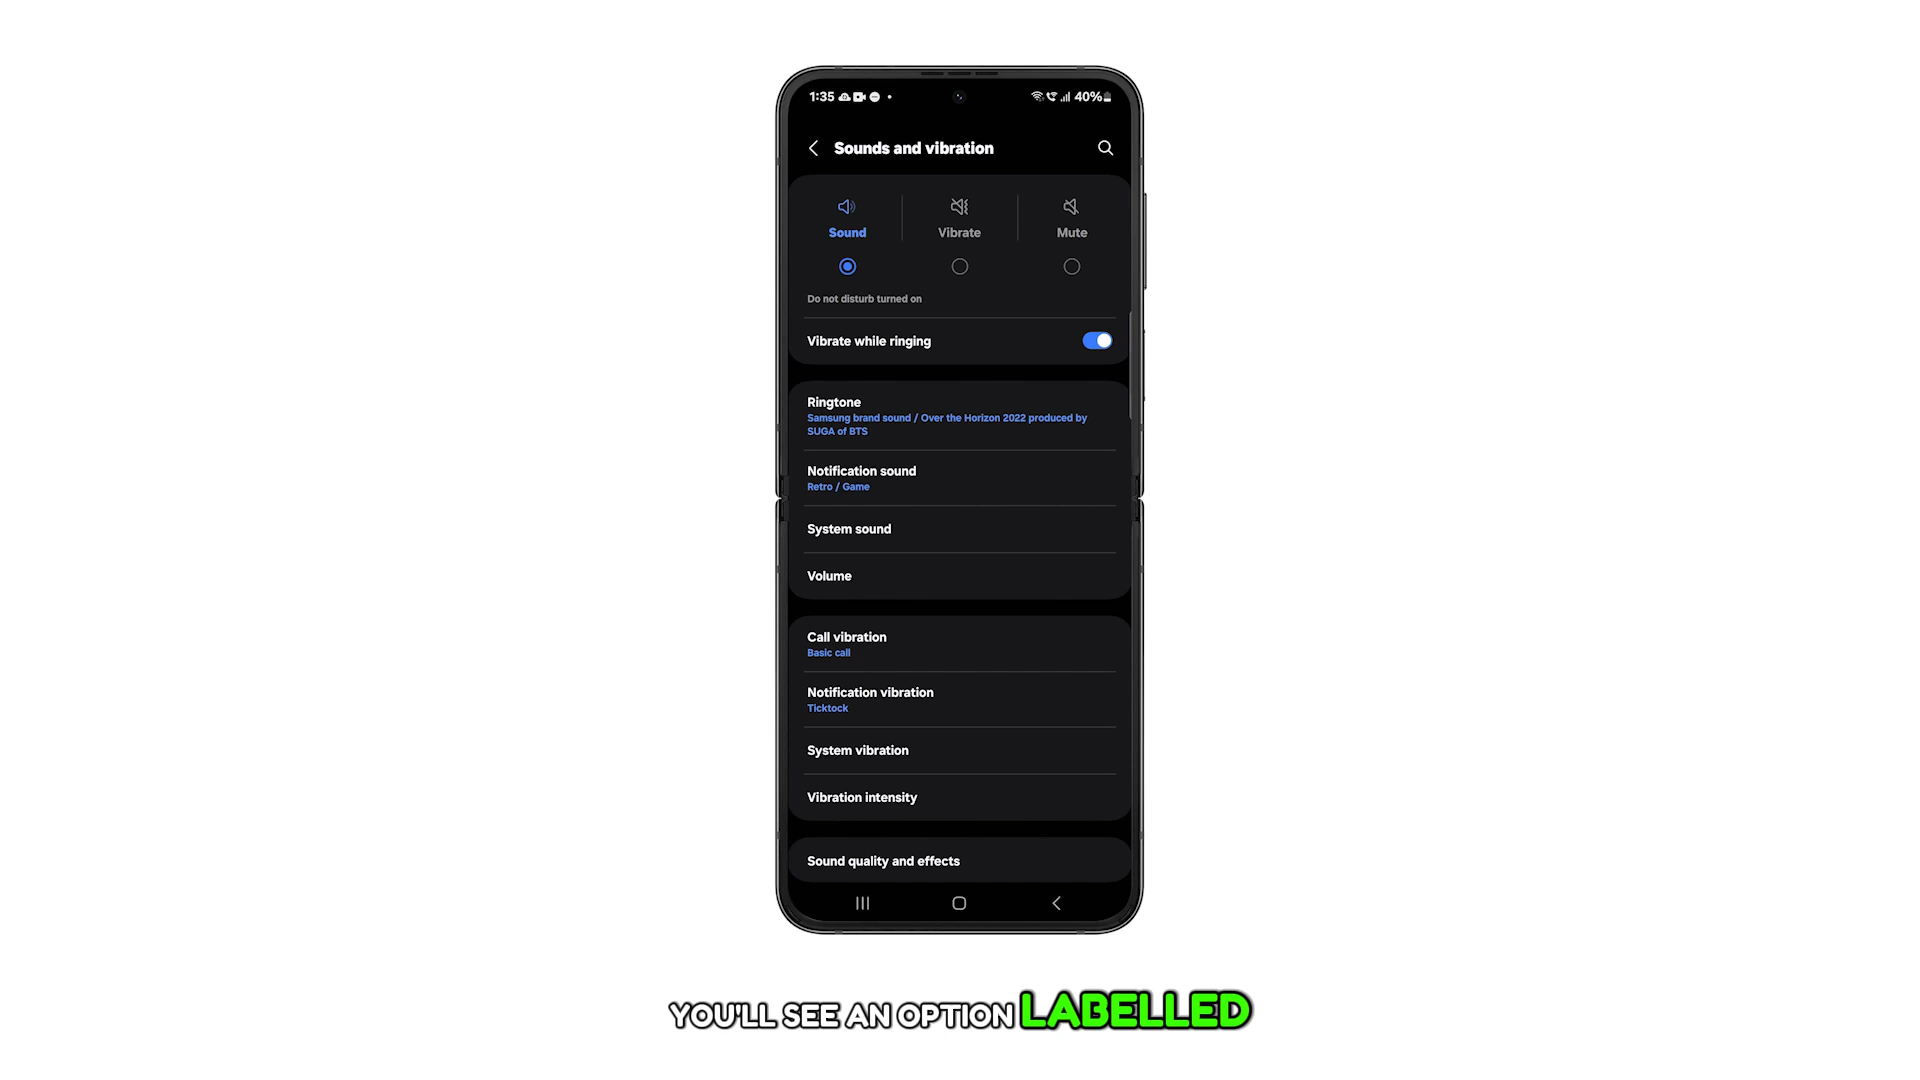 1:35
40%
Sounds and vibration
Sound
Vibrate
Mute
Do not disturb turned on
Vibrate while ringing
Ringtone
Samsung brand sound / Over the Horizon 2022 produced by
SUGA of BTS
Notification sound
Retro / Game
System sound
Volume
Call vibration
Basic call
Notification vibration
Ticktock
System vibration
Vibration intensity
Sound quality and effects
YOU'LL SEE AN OPTION LABELLED